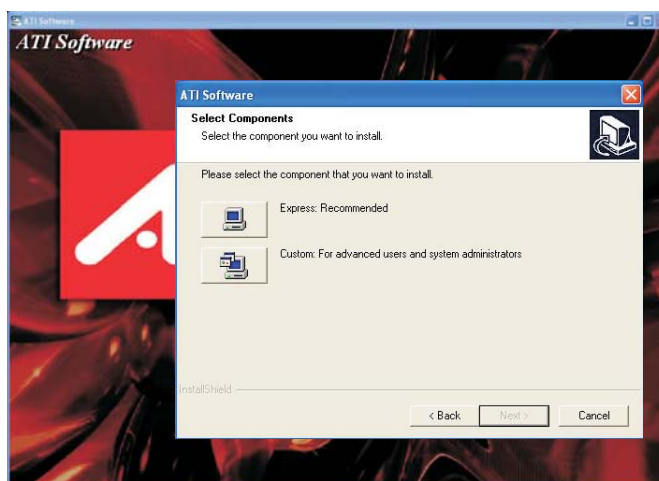 ATI Software
ATI Software
ATI Software
Select Components
Select the component you want to install.
Please select the component that you want to install.
Express: Recommended
Custom: For advanced users and system administrators
InstallShield
< Back
Next >
Cancel